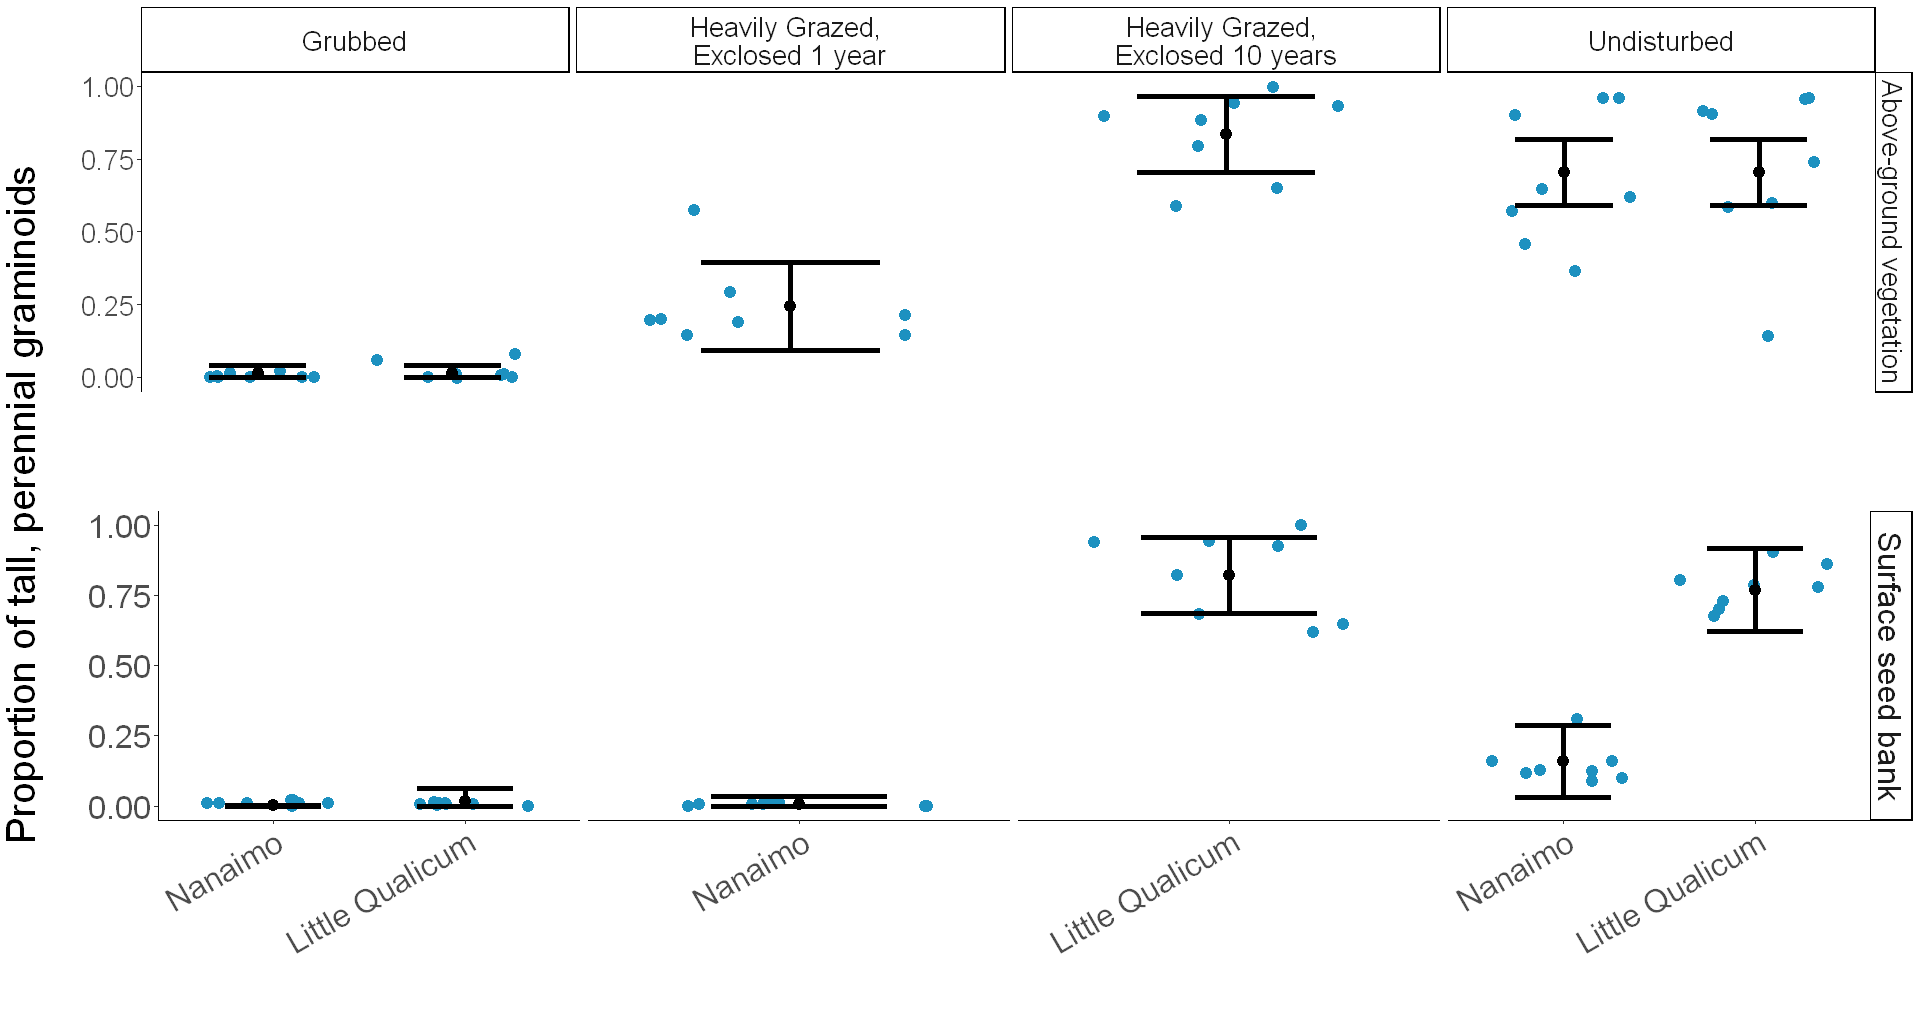 Grubbed
Heavily Grazed,
Exclosed 1 year
Heavily Grazed,
Exclosed 10 years
Undisturbed
Proportion of tall, perennial graminoids
1.00
0.75
0.50
0.25
0.00
Above-ground vegetation
1.00
0.75
0.50
0.25
0.00
Surface seed bank
Nanaimo
Little Qualicum
Nanaimo
Little Qualicum
Nanaimo
Little Qualicum